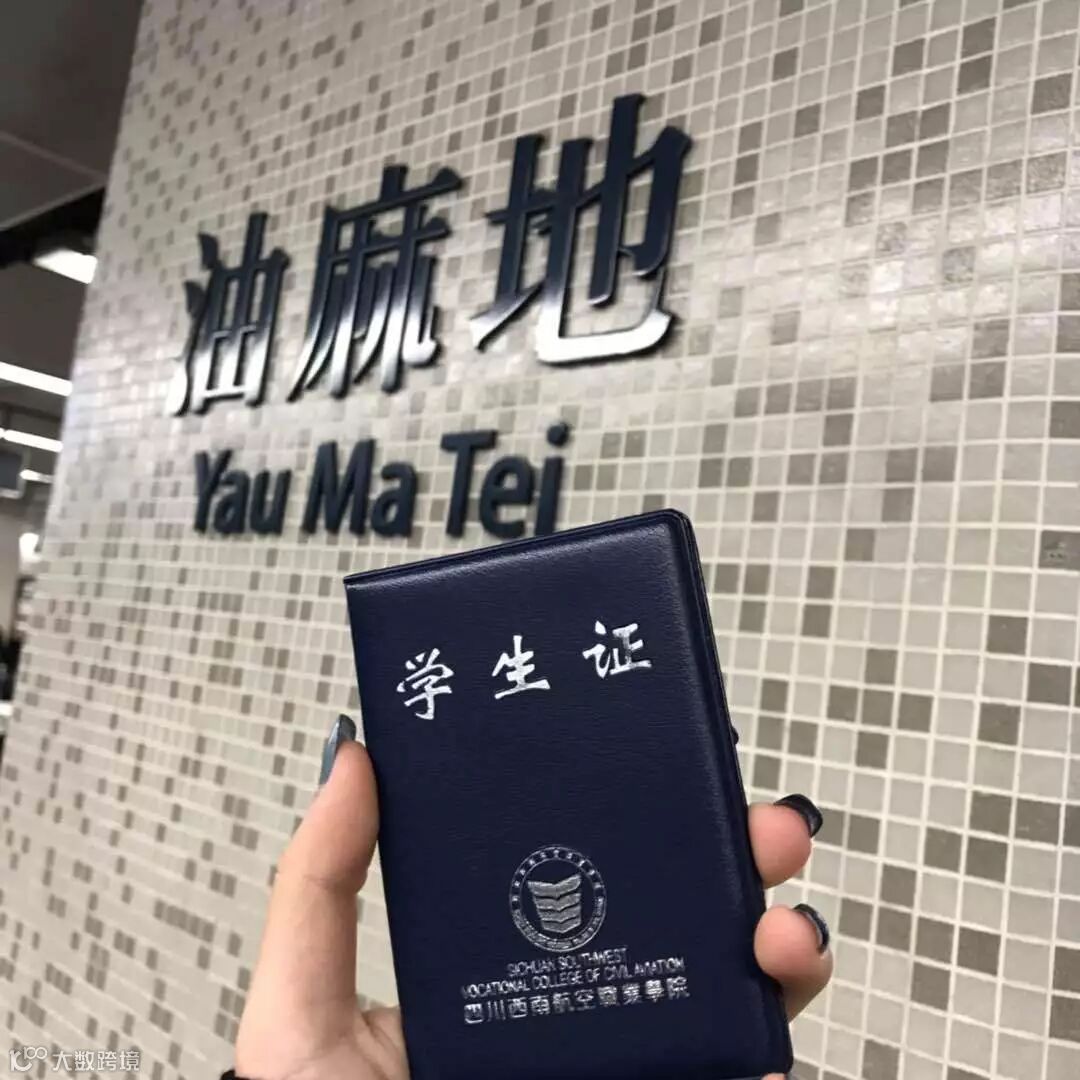 油麻地
Yau Ma Tei
学生证
SICHUAN SOUTHWEST
VOCATIONAL COLLEGE OF CIVIL AVIATION
四川西南航空職業學院
大数跨境